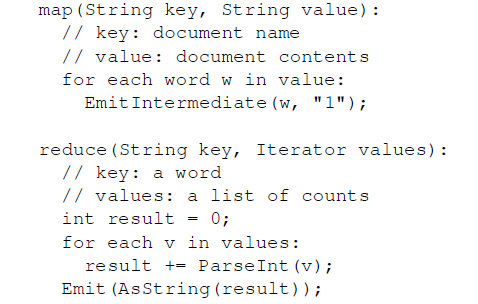 map(String key, String value):
// key: document name
// value: document contents
for each word w in value:
EmitIntermediate(w, "1");
reduce(String key, Iterator values):
// key: a word
// values: a list of counts
int result = 0;
for each v in values:
result += ParseInt(v);
Emit(AsString(result));